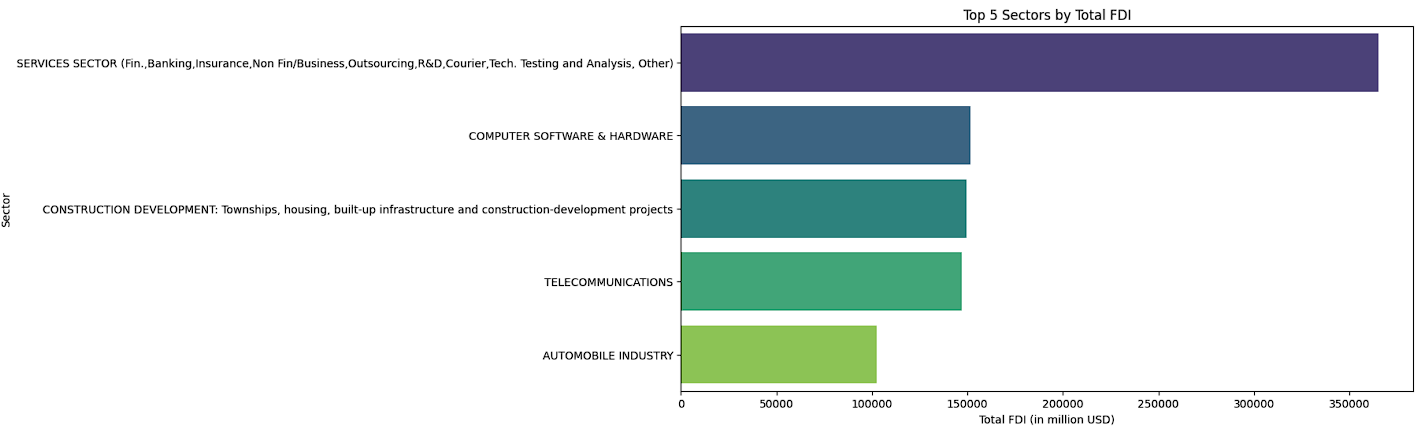 Top 5 Sectors by Total FDI
SERVICES SECTOR (Fin.,Banking,Insurance,Non Fin/Business,Outsourcing,R&D,Courier,Tech. Testing and Analysis, Other)
COMPUTER SOFTWARE & HARDWARE
Sector
CONSTRUCTION DEVELOPMENT: Townships, housing, built-up infrastructure and construction-development projects
TELECOMMUNICATIONS
AUTOMOBILE INDUSTRY
0 50000 100000 150000 200000 250000 300000 350000
Total FDI (in million USD)